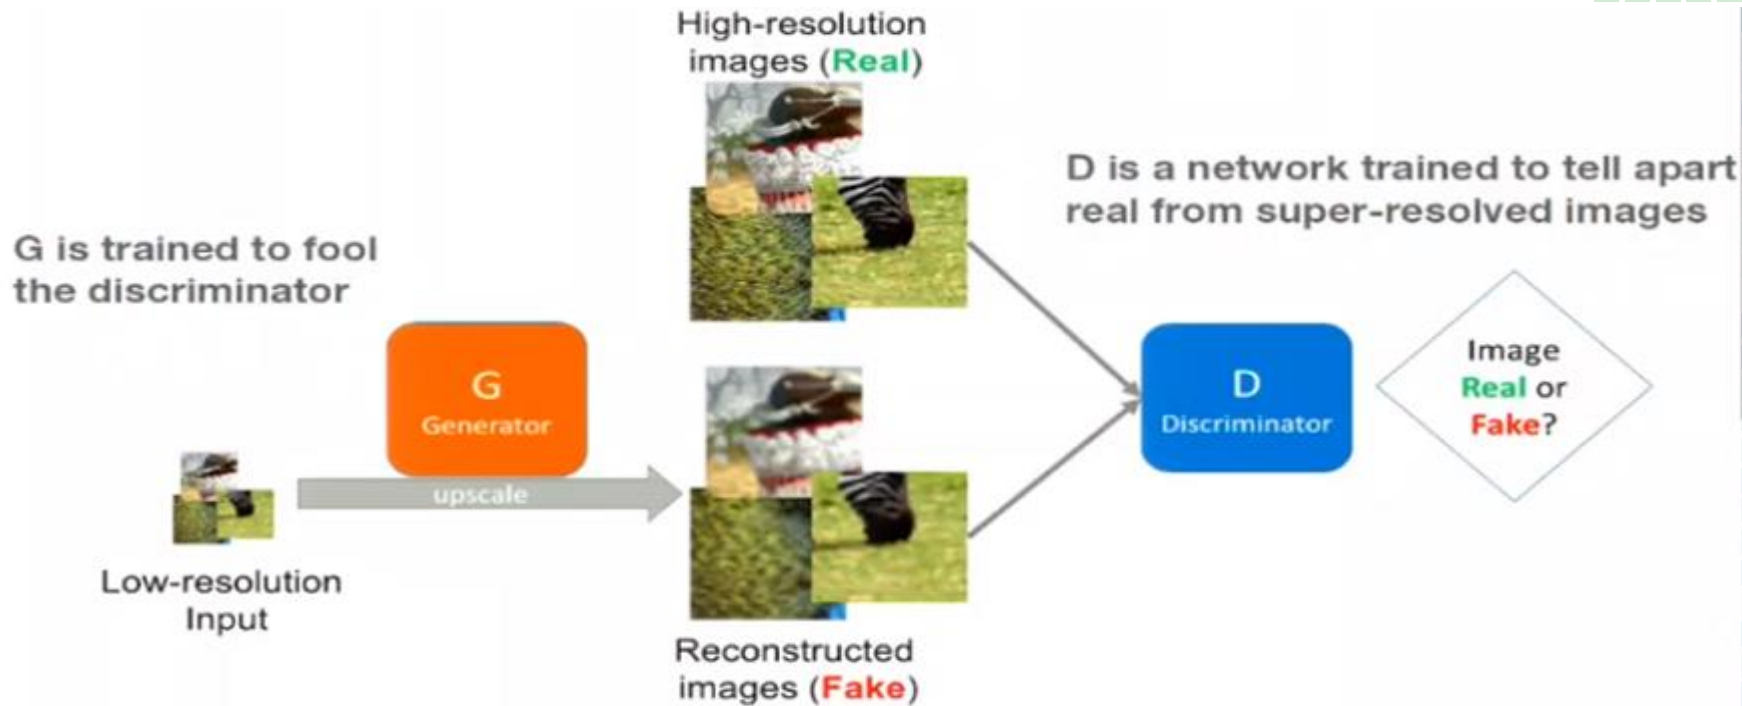 High-resolution
images (Real)
D is a network trained to tell apart
real from super-resolved images
G is trained to fool
the discriminator
G
Generator
upscale
Low-resolution
Input
Reconstructed
images (Fake)
D
Discriminator
Image
Real or
Fake?